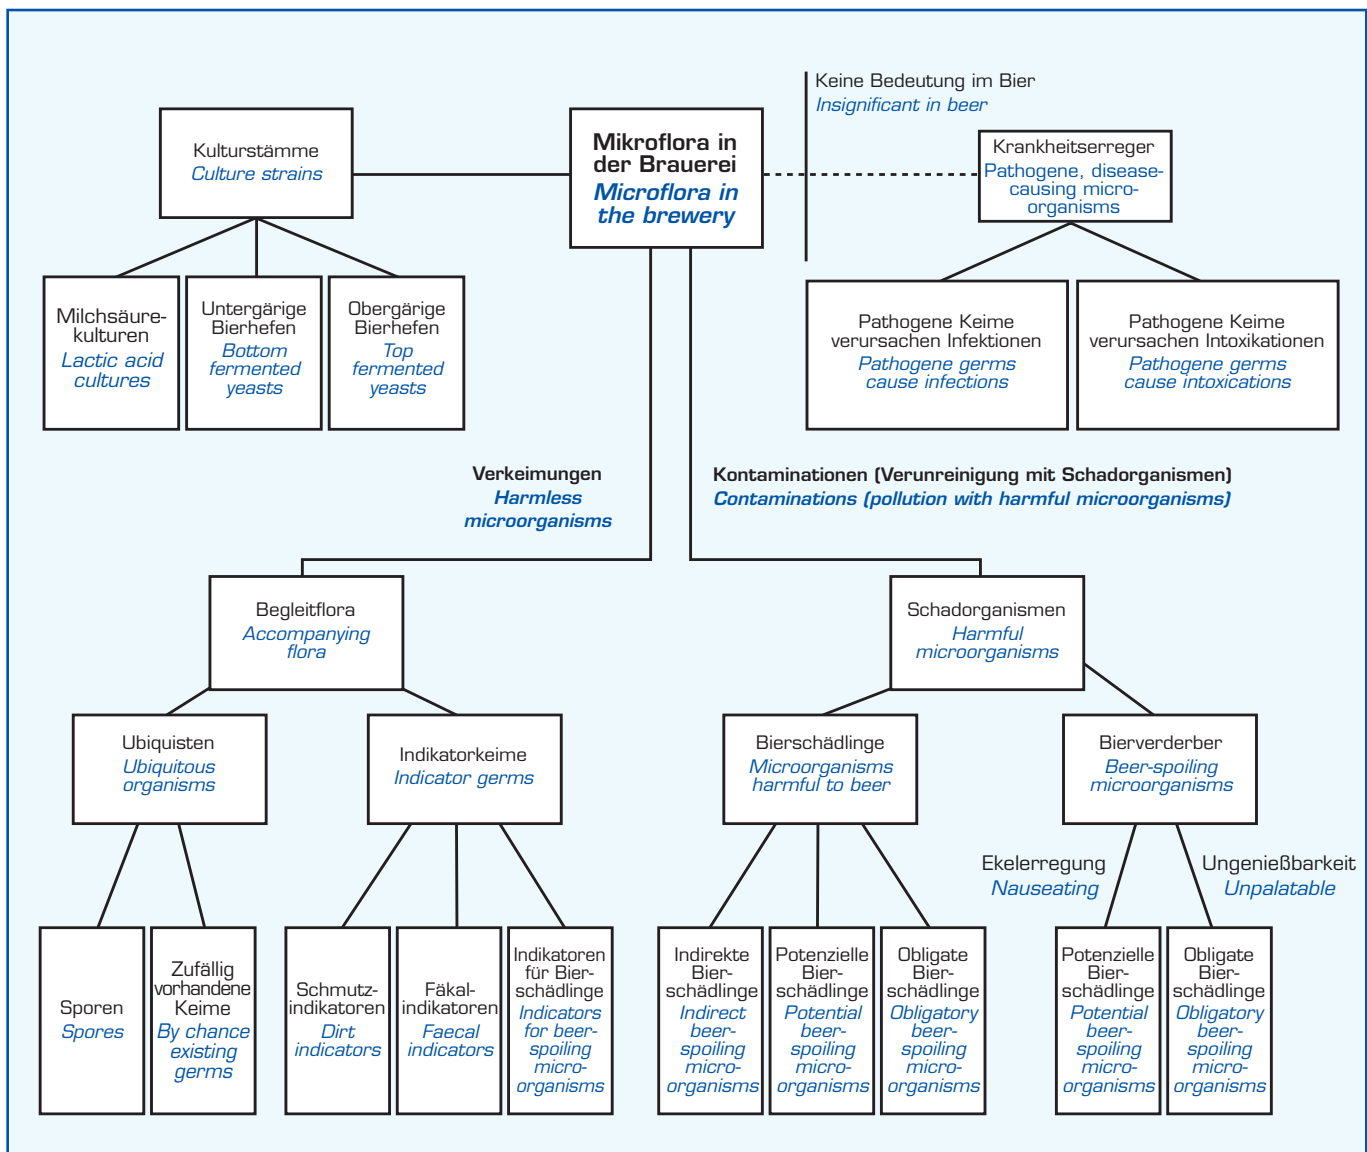 Keine Bedeutung im Bier
Insignificant in beer
Kulturstämme
Culture strains
Mikroflora in
der Brauerei
Microflora in
the brewery
Krankheitserreger
Pathogene, disease-
causing micro-
organisms
Milchsäure-
kulturen
Lactic acid
cultures
Untergärige
Bierhefen
Bottom
fermented
yeasts
Obergärige
Bierhefen
Top
fermented
yeasts
Pathogene Keime
verursachen Infektionen
Pathogene germs
cause infections
Pathogene Keime
verursachen Intoxikationen
Pathogene germs
cause intoxications
Verkeimungen
Harmless
microorganisms
Kontaminationen (Verunreinigung mit Schadorganismen)
Contaminations (pollution with harmful microorganisms)
Begleitflora
Accompanying
flora
Schadorganismen
Harmful
microorganisms
Ubiquisten
Ubiquitous
organisms
Indikatorkeime
Indicator germs
Bierschädlinge
Microorganisms
harmful to beer
Bierverderber
Beer-spoiling
microorganisms
Ekelerregung
Nauseating
Ungenießbarkeit
Unpalatable
Sporen
Spores
Zufällig
vorhandene
Keime
By chance
existing
germs
Schmutz-
indikatoren
Dirt
indicators
Fäkal-
indikatoren
Faecal
indicators
Indikatoren
für Bier-
schädlinge
Indicators
for beer-
spoiling
micro-
organisms
Indirekte
Bier-
schädlinge
Indirect
beer-
spoiling
micro-
organisms
Potenzielle
Bier-
schädlinge
Potential
beer-
spoiling
micro-
organisms
Obligate
Bier-
schädlinge
Obligatory
beer-
spoiling
micro-
organisms
Potenzielle
Bier-
schädlinge
Potential
beer-
spoiling
micro-
organisms
Obligate
Bier-
schädlinge
Obligatory
beer-
spoiling
micro-
organisms